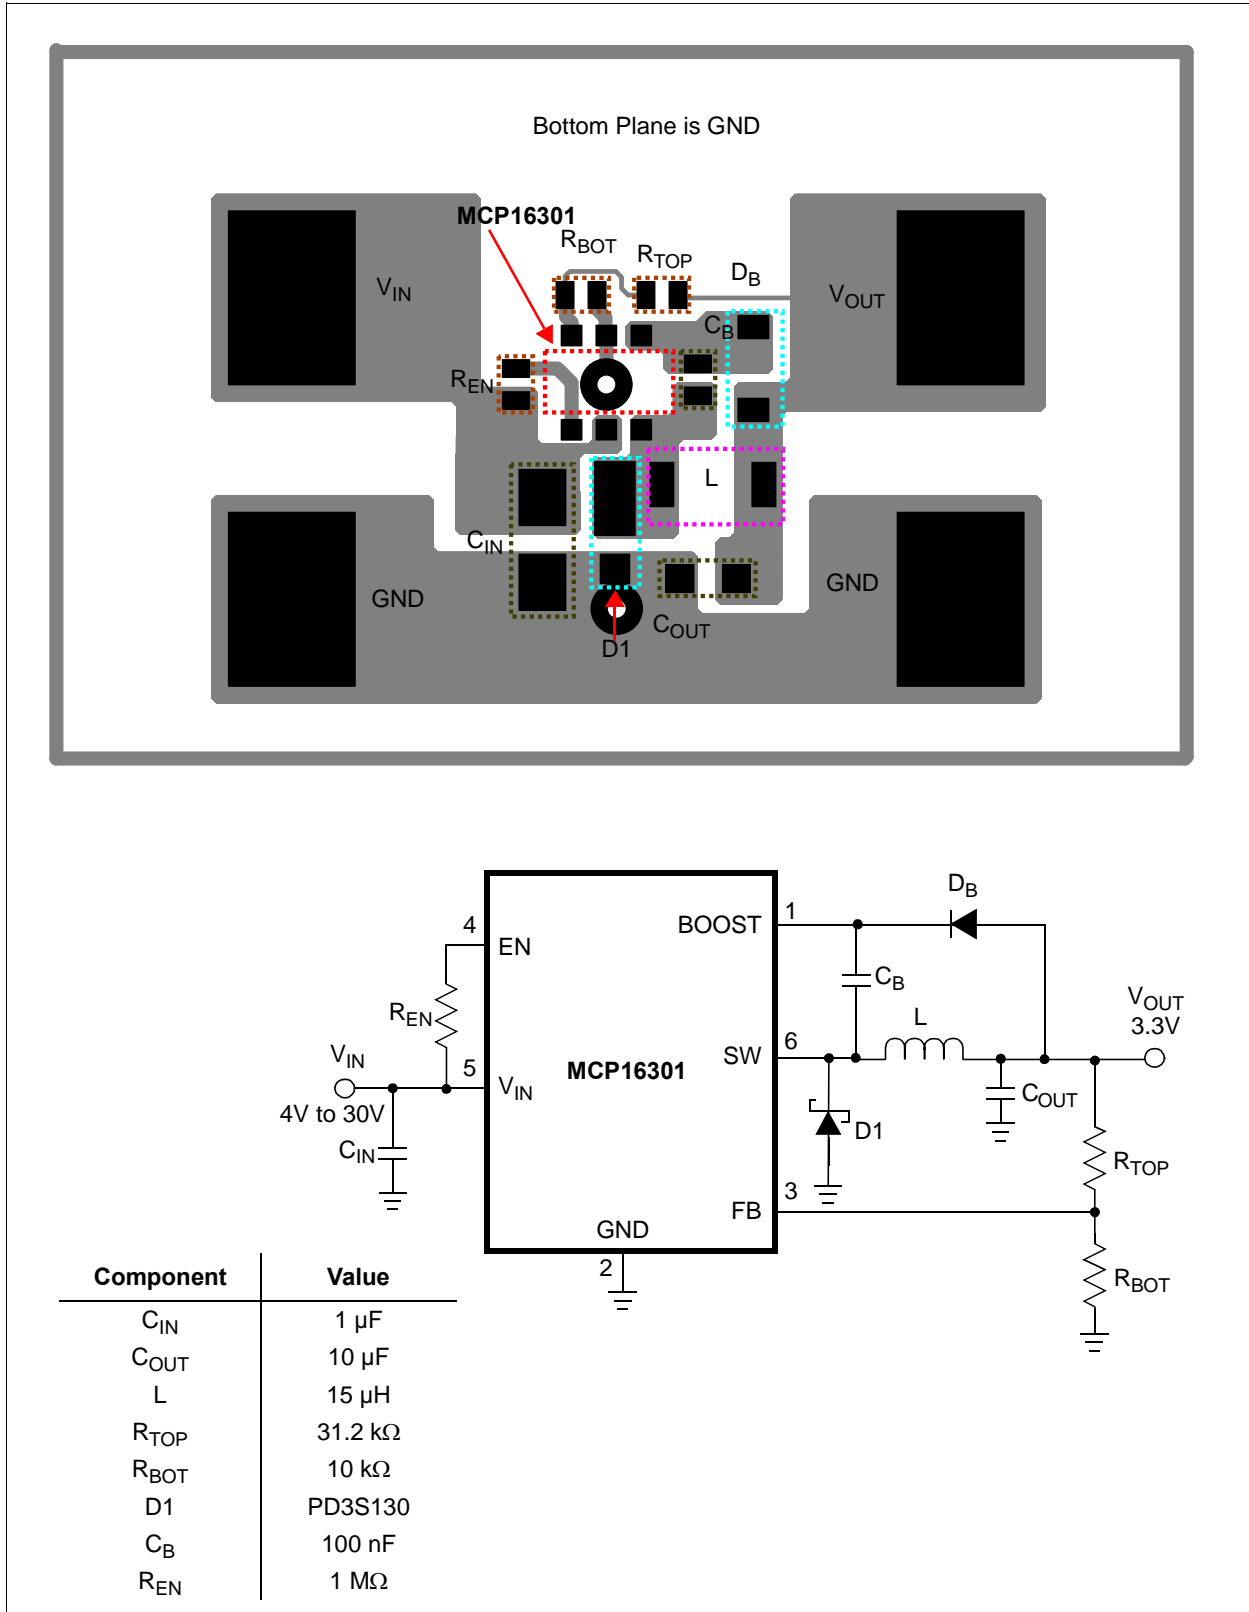 Bottom Plane is GND
MCP16301
RBOT
RTOP
DB
VIN
VOUT
CB
REN
L
CIN
GND
GND
COUT
D1
DB
4
EN
BOOST
1
CB
REN
VOUT
3.3V
L
VIN
5
VIN
MCP16301
SW
6
4V to 30V
COUT
CIN
D1
RTOP
3
FB
GND
2
RBOT
Component Value
CIN 1 µF
COUT 10 µF
L 15 µH
RTOP 31.2 kΩ
RBOT 10 kΩ
D1 PD3S130
CB 100 nF
REN 1 MΩ